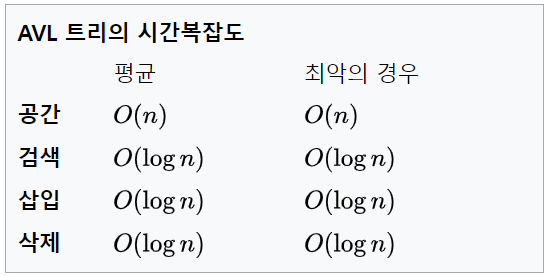 AVL 트리의 시간복잡도
평균 최악의 경우
공간 O(n) O(n)
검색 O(log n) O(log n)
삽입 O(log n) O(log n)
삭제 O(log n) O(log n)